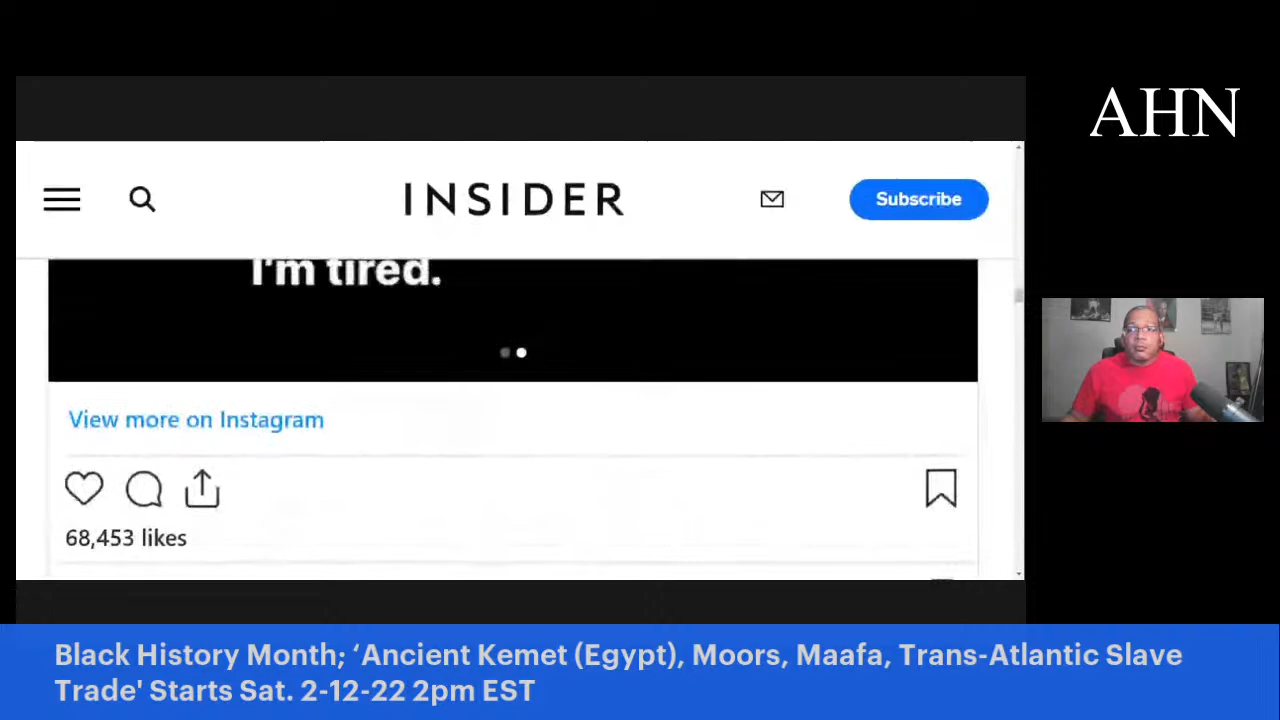 AHN
INSIDER
Subscribe
I'm tired.
View more on Instagram
68,453 likes
Black History Month; ‘Ancient Kemet (Egypt), Moors, Maafa, Trans-Atlantic Slave
Trade' Starts Sat. 2-12-22 2pm EST